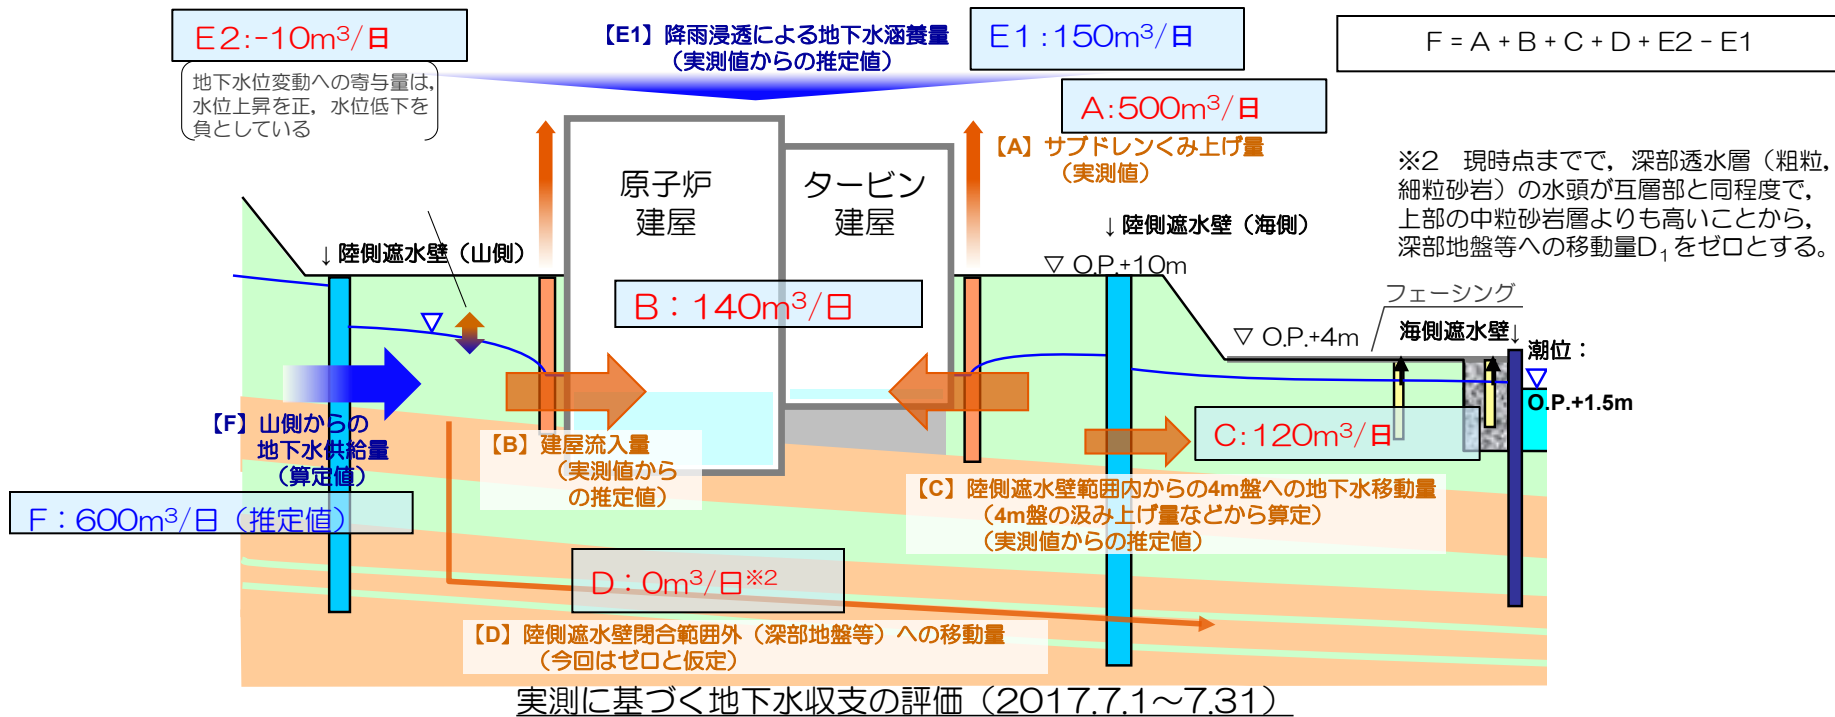 E2:-10m³/日
【E1】降雨浸透による地下水涵養量
（実測値からの推定値）
E1:150m³/日
F = A + B + C + D + E2 - E1
地下水位変動への寄与量は，
水位上昇を正，水位低下を
負としている
A:500m³/日
【A】サブドレンくみ上げ量
（実測値）
※2　現時点までで，深部透水層（粗粒，
細粒砂岩）の水頭が互層部と同程度で，
上部の中粒砂岩層よりも高いことから，
深部地盤等への移動量D₁をゼロとする。
原子炉
建屋
タービン
建屋
↓陸側遮水壁（山側）
↓陸側遮水壁（海側）
▽ O.P.+10m
B：140m³/日
フェーシング
▽ O.P.+4m
海側遮水壁↓
潮位：
O.P.+1.5m
【F】山側からの
地下水供給量
（算定値）
F：600m³/日（推定値）
【B】建屋流入量
（実測値から
の推定値）
C:120m³/日
【C】陸側遮水壁範囲内からの4m盤への地下水移動量
（4m盤の汲み上げ量などから算定）
（実測値からの推定値）
D：0m³/日※2
【D】陸側遮水壁閉合範囲外（深部地盤等）への移動量
（今回はゼロと仮定）
実測に基づく地下水収支の評価（2017.7.1～7.31）